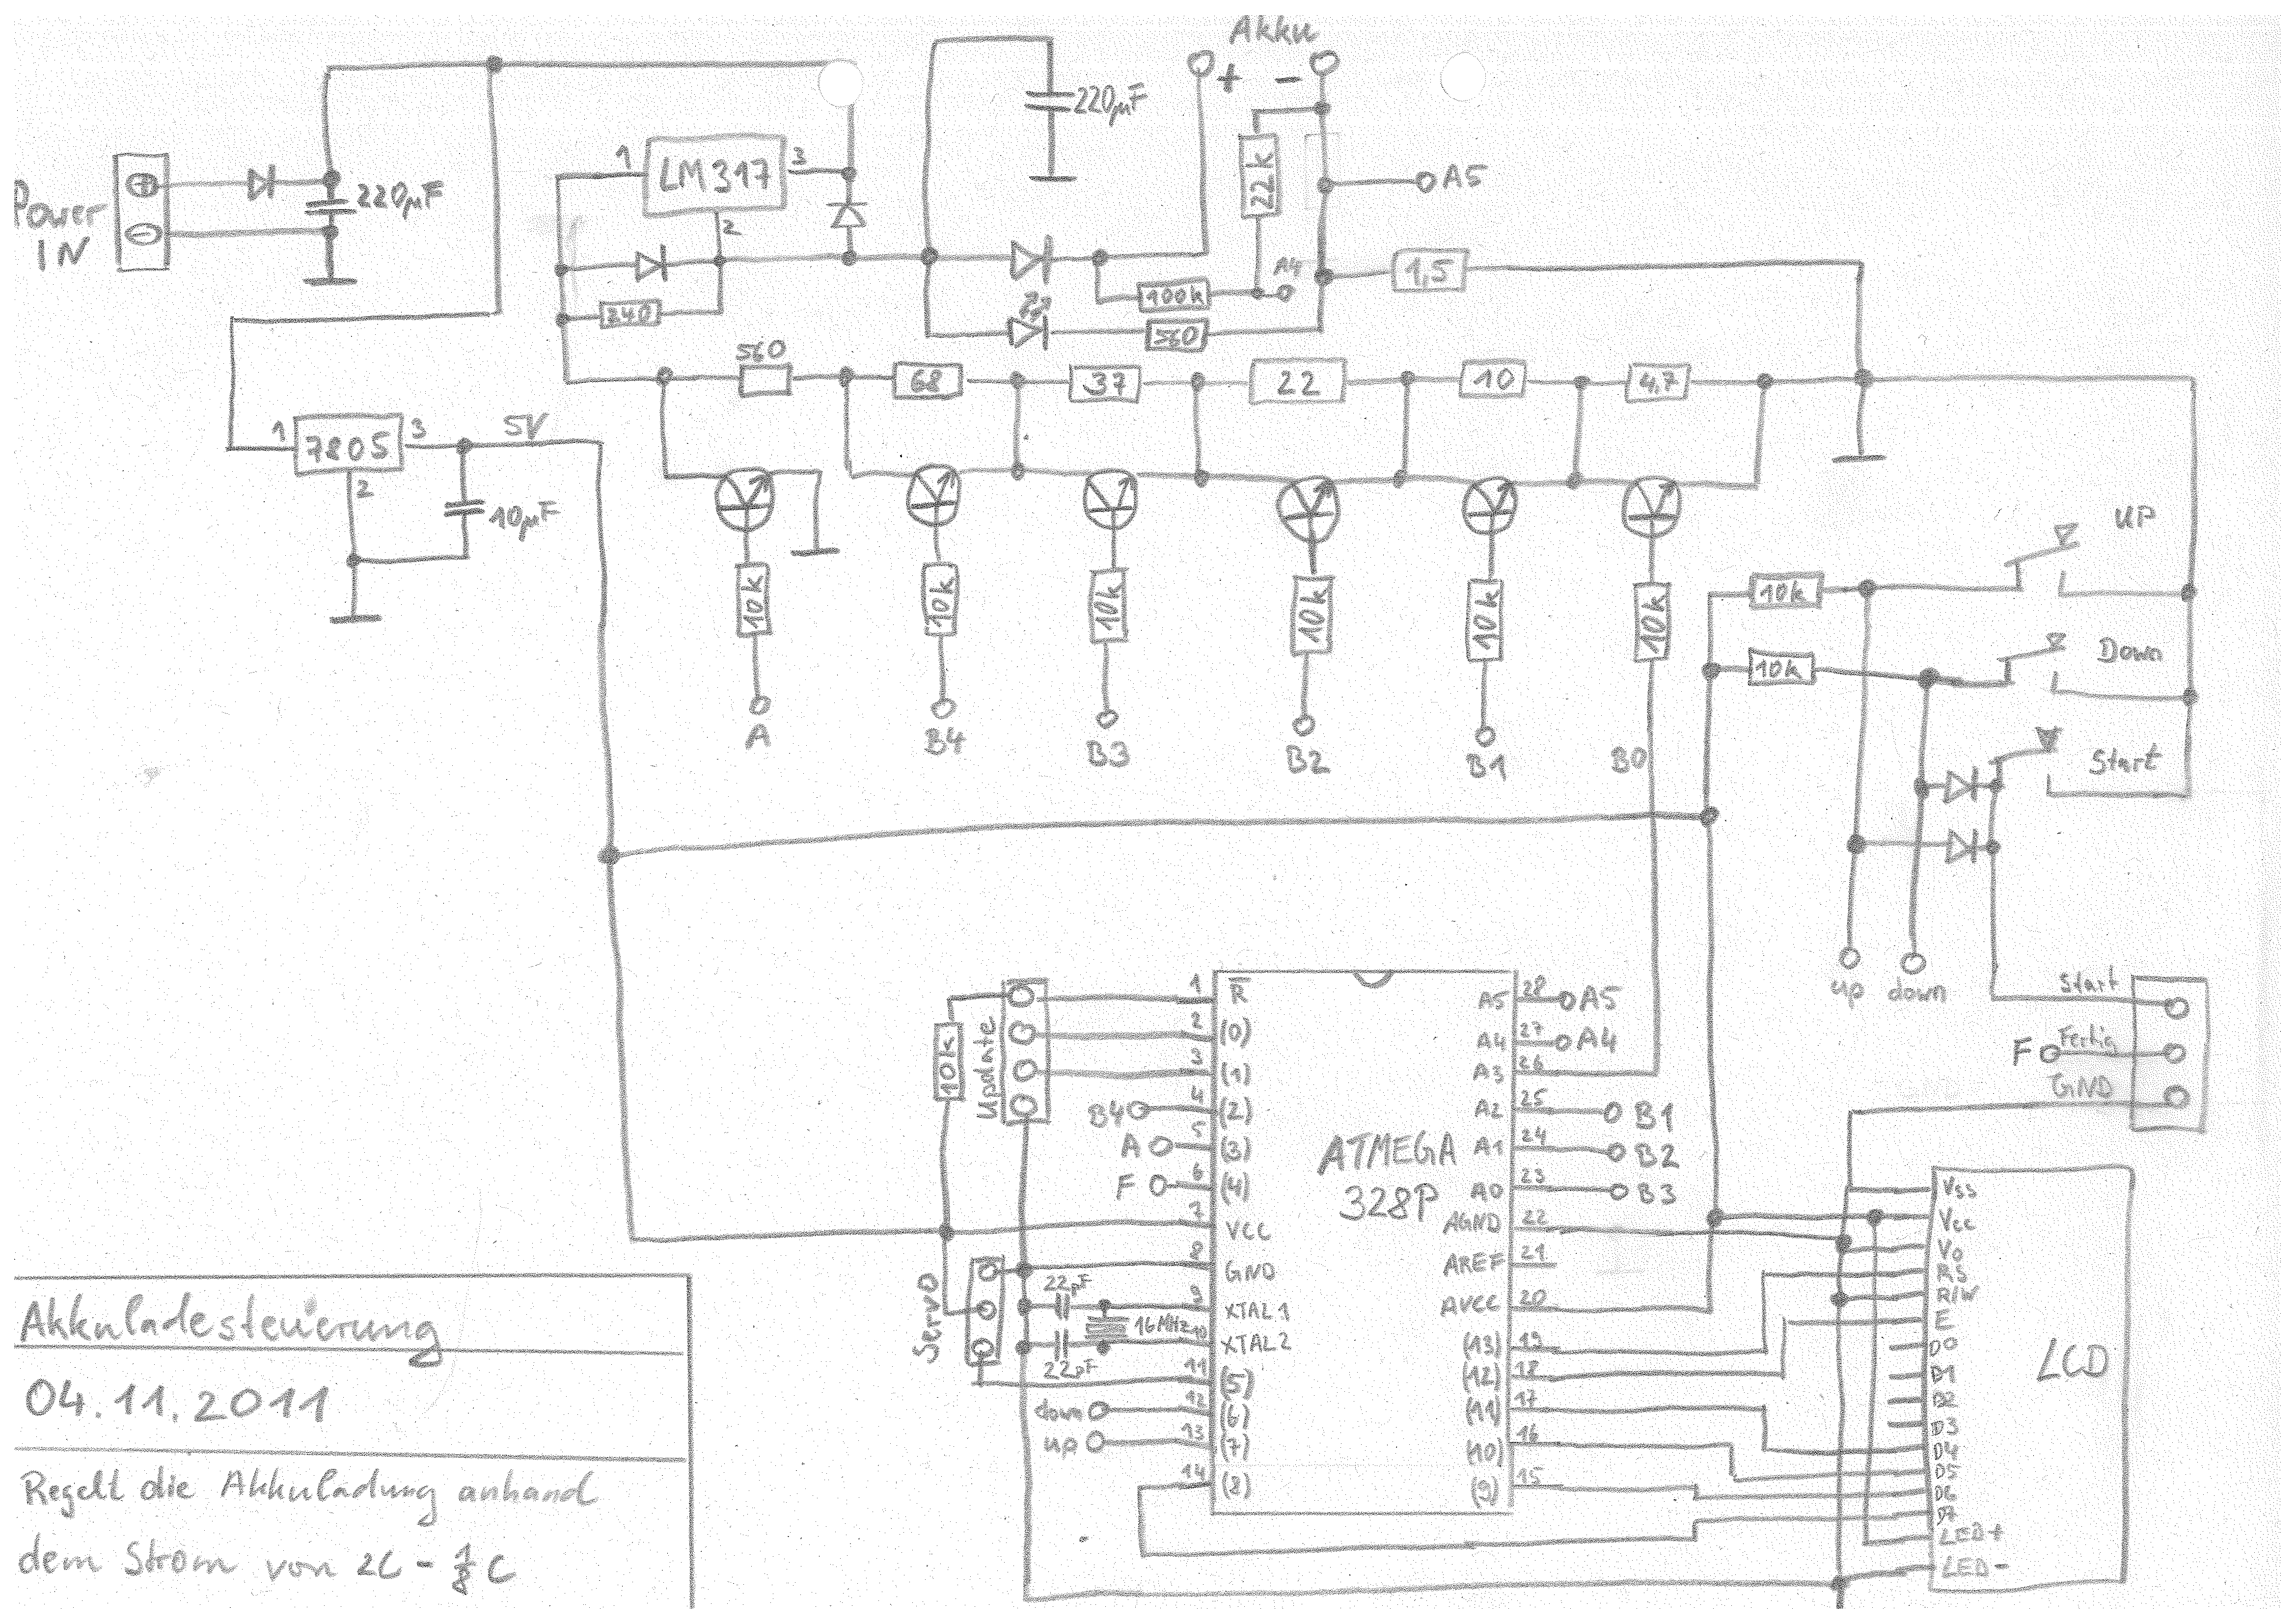 Akku
+ -
220µF
Power
IN
+
-
220µF
1 LM317 3
2
22k
A5
A4
240
100k
560
1,5
560
68
37
22
10
4,7
1 7805 3
5V
2
10µF
10k
10k
10k
10k
10k
10k
A
B4
B3
B2
B1
B0
10k
UP
10k
Down
Start
up
down
Start
F Fertig
GND
10k
Update
ATMEGA
328P
1 R
2 (0)
3 (1)
B4 4 (2)
A 5 (3)
F 6 (4)
7 VCC
8 GND
9 XTAL1
10 XTAL2
11 (5)
down 12 (6)
up 13 (7)
14 (8)
A5 28 A5
A4 27 A4
A3 26
A2 25 B1
A1 24 B2
A0 23 B3
AGND 22
AREF 21
AVCC 20
(13) 19
(12) 18
(11) 17
(10) 16
(9) 15
Servo
22pF
16MHz
22pF
LCD
Vss
Vcc
Vo
RS
R/W
E
D0
D1
D2
D3
D4
D5
D6
D7
LED+
LED-
Akkuladesteuerung
04.11.2011
Regelt die Akkuladung anhand
dem Strom von 2C - 1/8 C